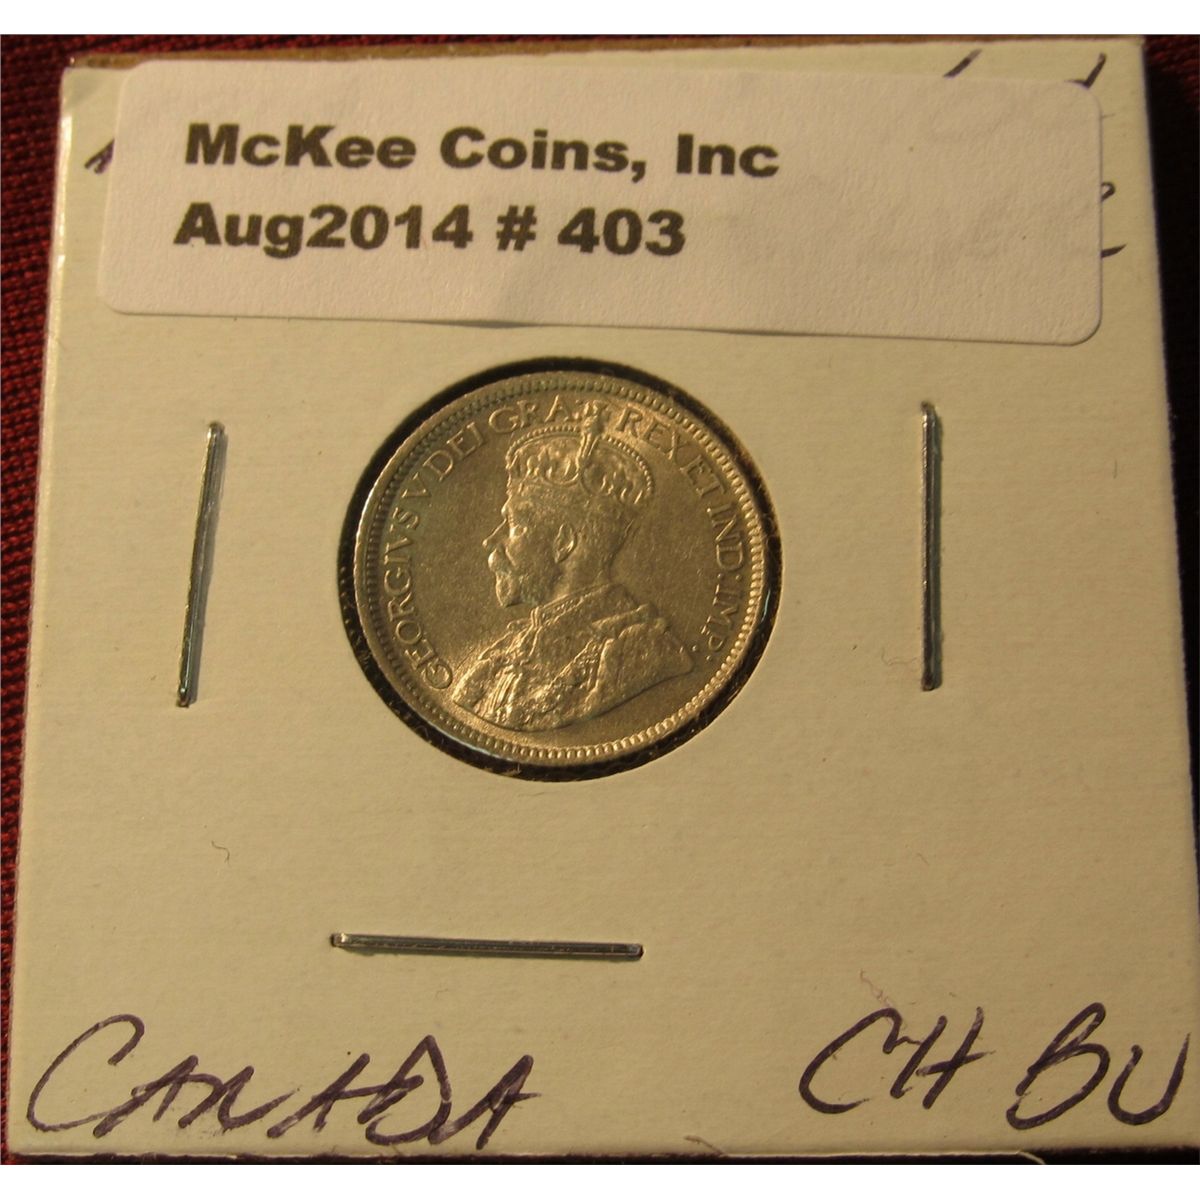 McKee Coins, Inc
Aug2014 # 403
GEORGIVS V DEI GRA: REX ET IND: IMP:
CANADA
CH BU